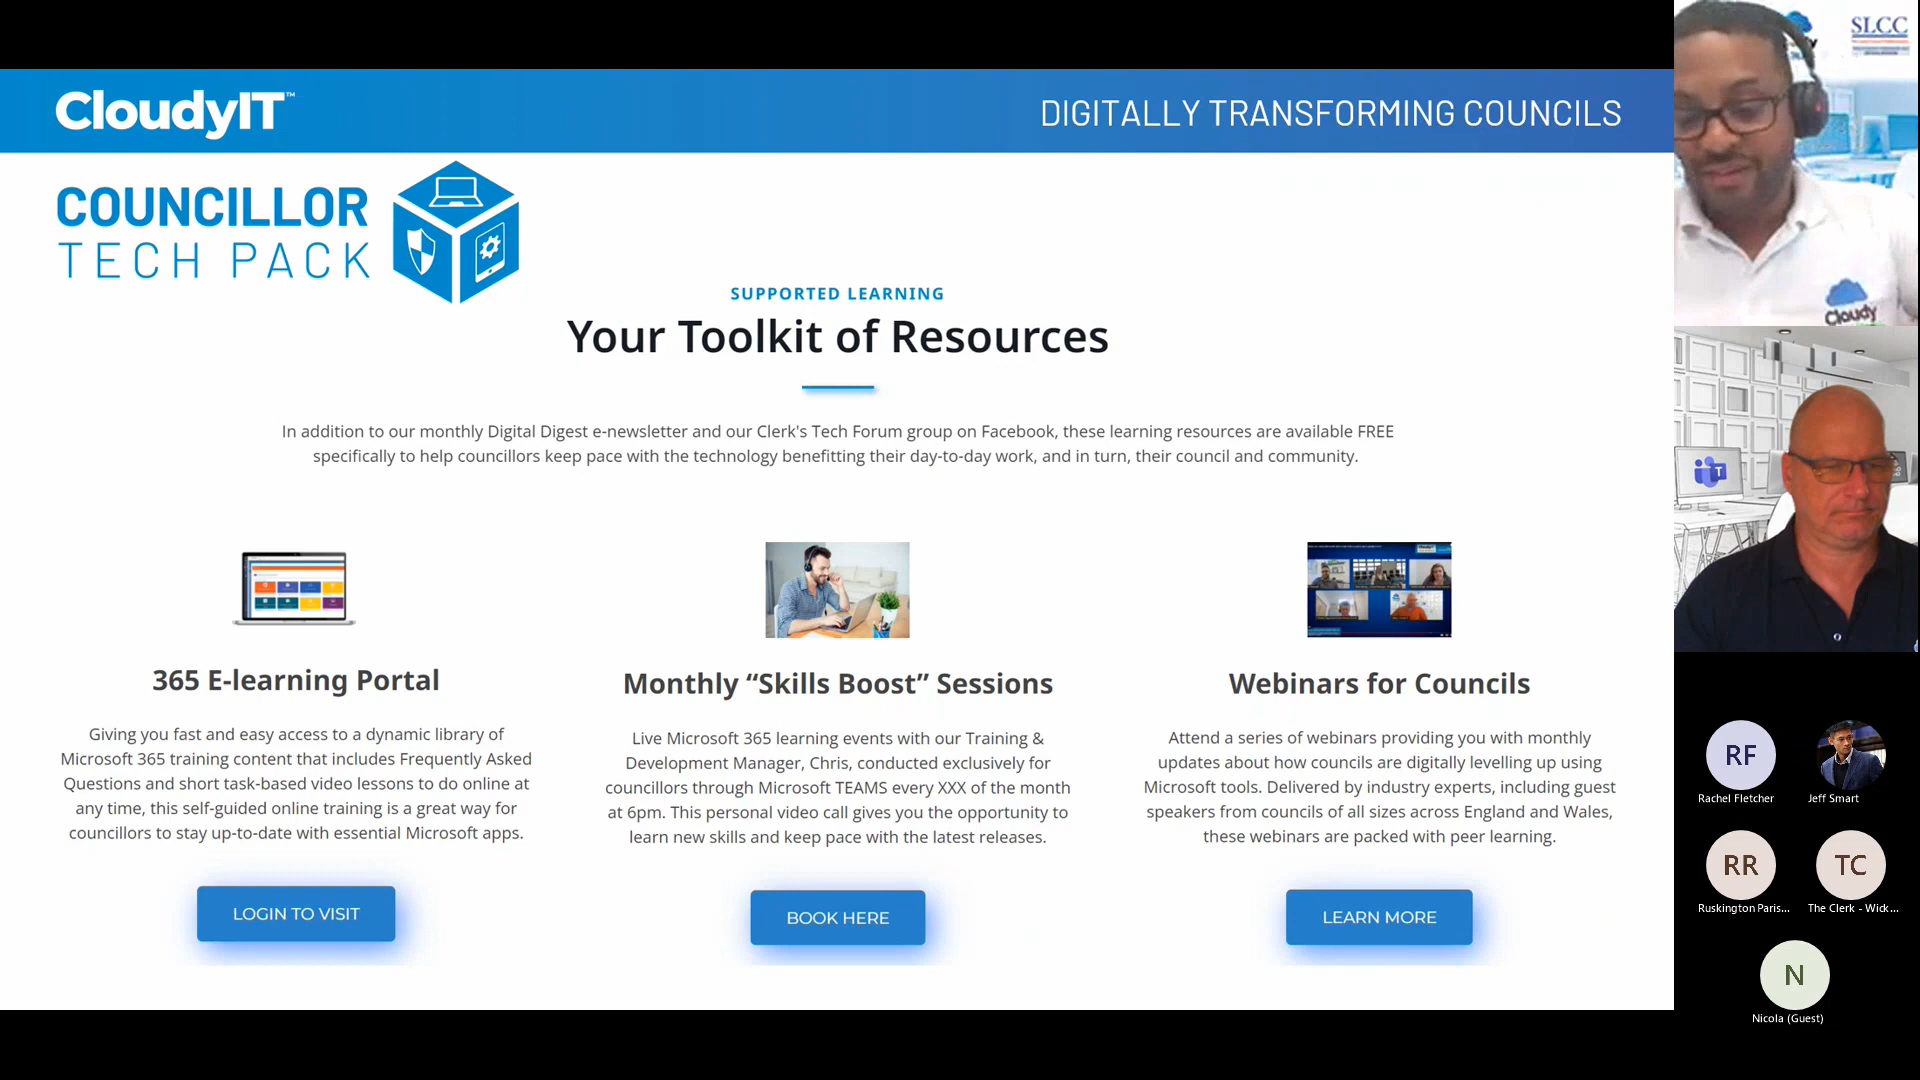 CloudyIT™
DIGITALLY TRANSFORMING COUNCILS
COUNCILLOR
TECH PACK
SUPPORTED LEARNING
Your Toolkit of Resources
In addition to our monthly Digital Digest e-newsletter and our Clerk's Tech Forum group on Facebook, these learning resources are available FREE
specifically to help councillors keep pace with the technology benefitting their day-to-day work, and in turn, their council and community.
365 E-learning Portal
Giving you fast and easy access to a dynamic library of
Microsoft 365 training content that includes Frequently Asked
Questions and short task-based video lessons to do online at
any time, this self-guided online training is a great way for
councillors to stay up-to-date with essential Microsoft apps.
LOGIN TO VISIT
Monthly “Skills Boost” Sessions
Live Microsoft 365 learning events with our Training &
Development Manager, Chris, conducted exclusively for
councillors through Microsoft TEAMS every XXX of the month
at 6pm. This personal video call gives you the opportunity to
learn new skills and keep pace with the latest releases.
BOOK HERE
Webinars for Councils
Attend a series of webinars providing you with monthly
updates about how councils are digitally levelling up using
Microsoft tools. Delivered by industry experts, including guest
speakers from councils of all sizes across England and Wales,
these webinars are packed with peer learning.
LEARN MORE
SLCC
Cloudy
T
RF
Rachel Fletcher
Jeff Smart
RR
Ruskington Paris...
TC
The Clerk - Wick...
N
Nicola (Guest)